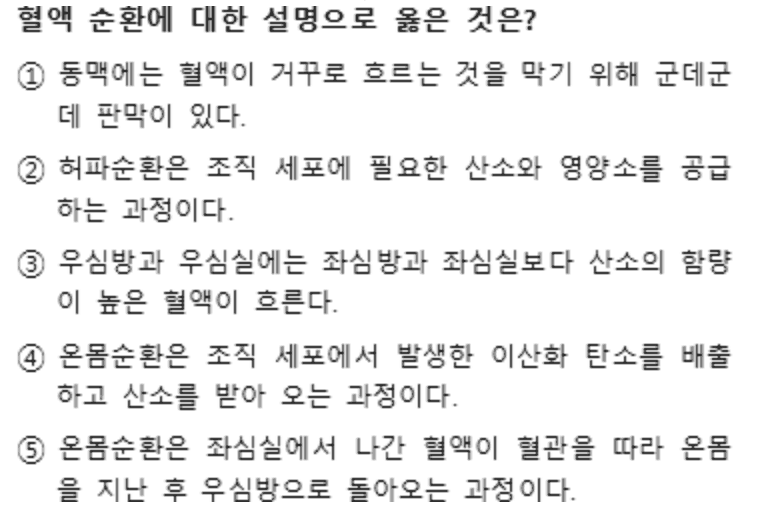 혈액 순환에 대한 설명으로 옳은 것은?
① 동맥에는 혈액이 거꾸로 흐르는 것을 막기 위해 군데군
데 판막이 있다.
② 허파순환은 조직 세포에 필요한 산소와 영양소를 공급
하는 과정이다.
③ 우심방과 우심실에는 좌심방과 좌심실보다 산소의 함량
이 높은 혈액이 흐른다.
④ 온몸순환은 조직 세포에서 발생한 이산화 탄소를 배출
하고 산소를 받아 오는 과정이다.
⑤ 온몸순환은 좌심실에서 나간 혈액이 혈관을 따라 온몸
을 지난 후 우심방으로 돌아오는 과정이다.